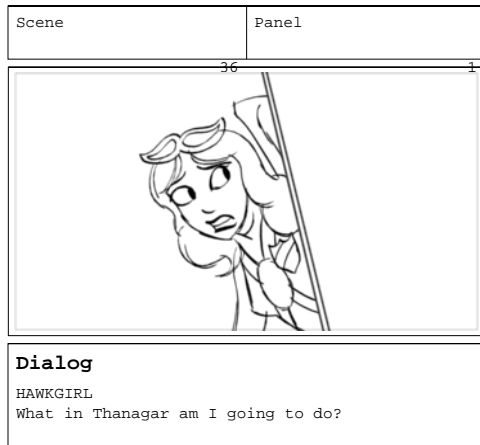 Scene
Panel
36
1
Dialog
HAWKGIRL
What in Thanagar am I going to do?